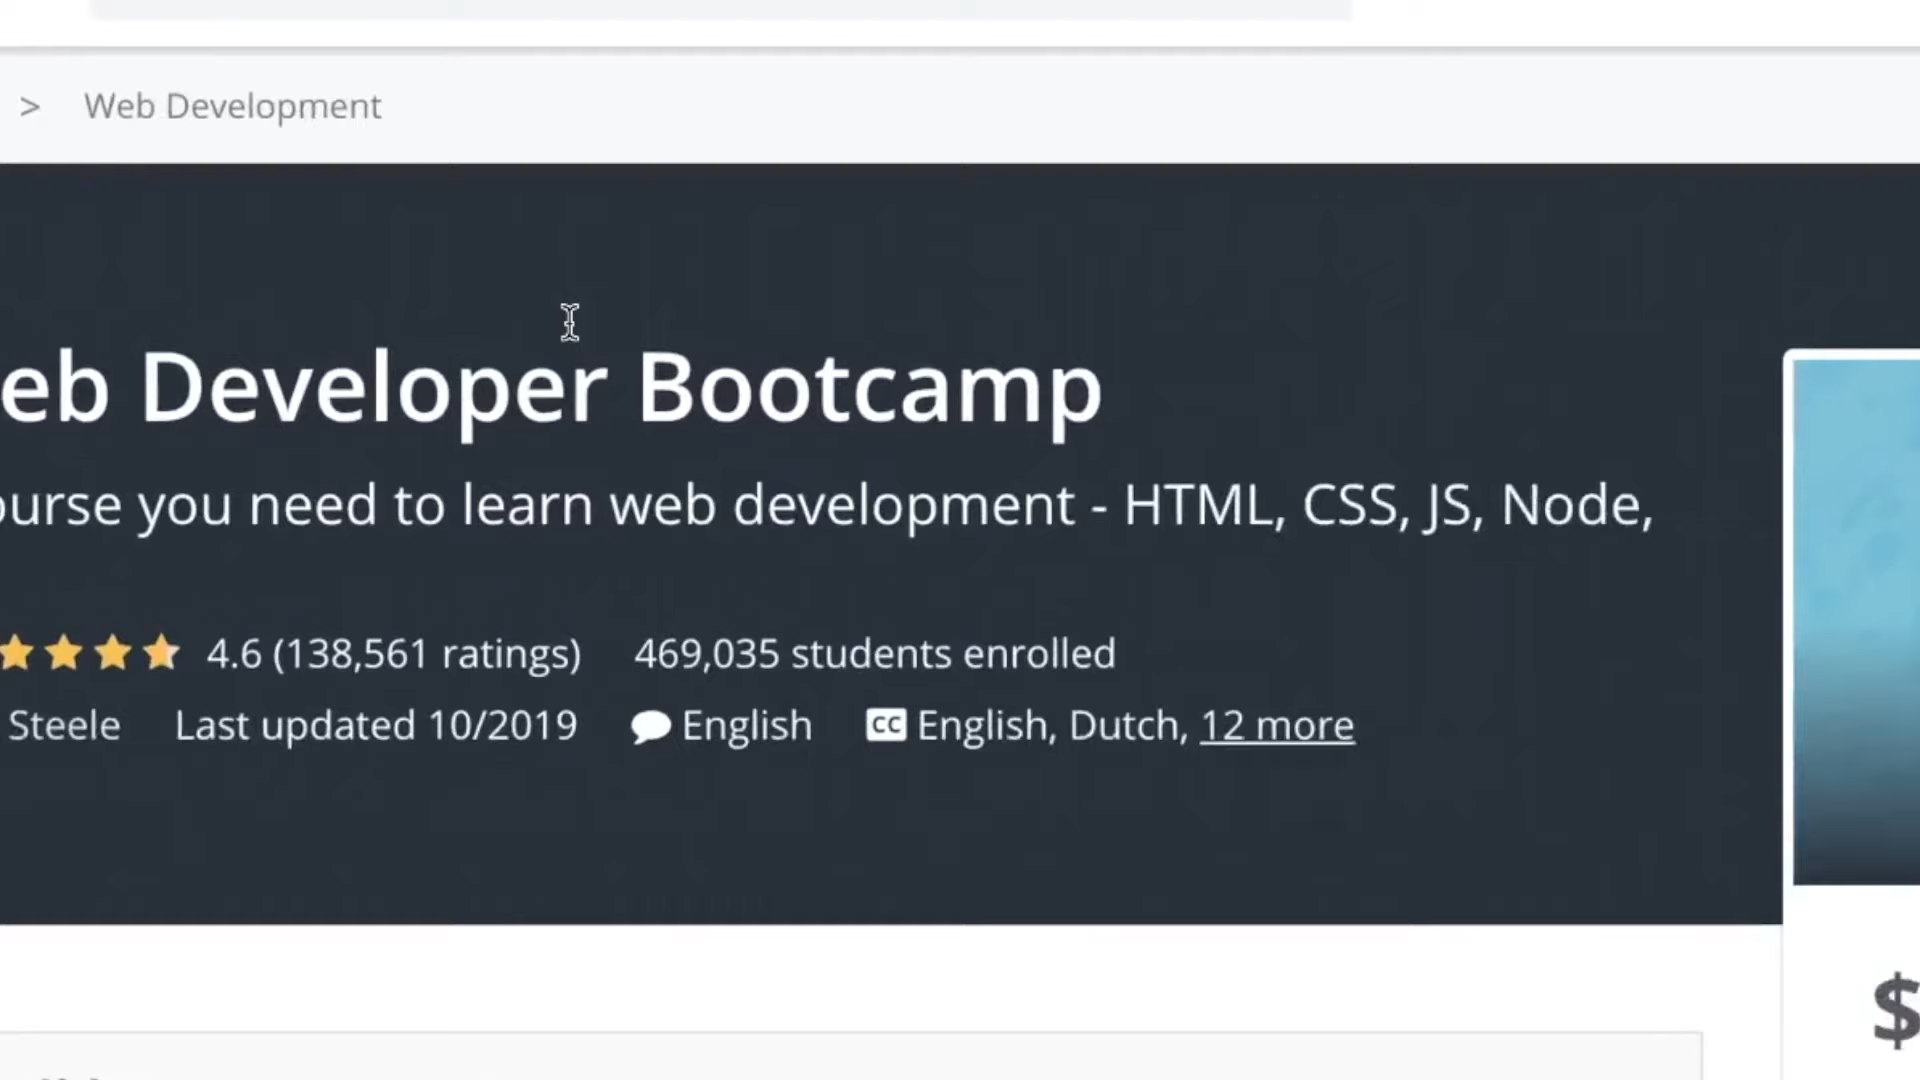 > Web Development
eb Developer Bootcamp
ourse you need to learn web development - HTML, CSS, JS, Node,
4.6 (138,561 ratings) 469,035 students enrolled
Steele Last updated 10/2019 English CC English, Dutch, 12 more
$